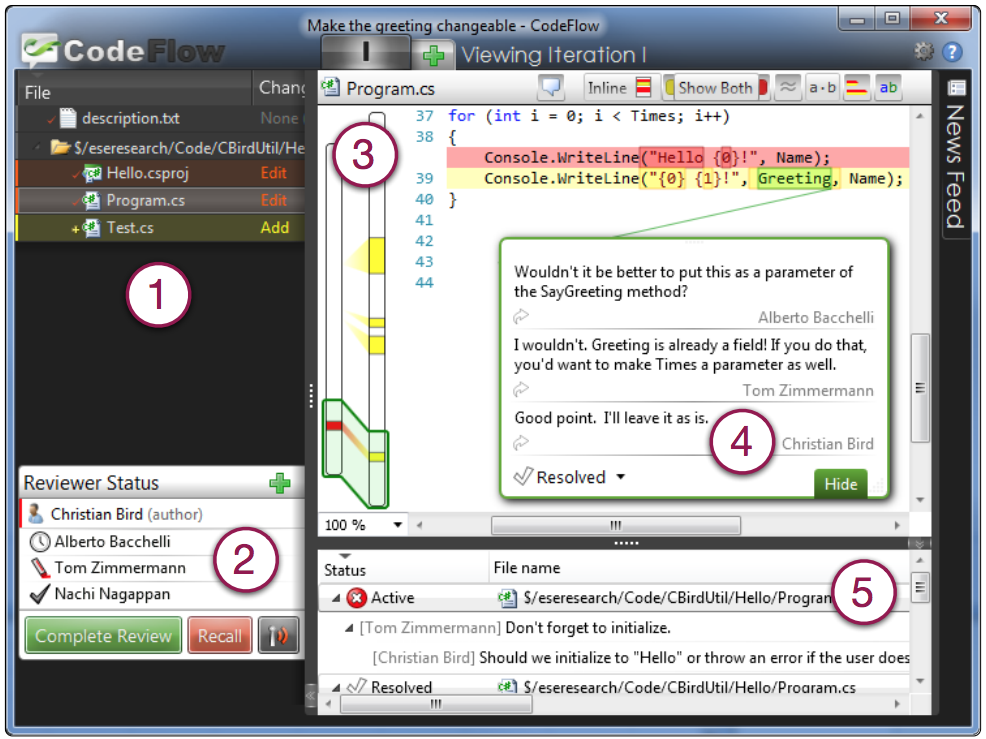 Make the greeting changeable - CodeFlow
CodeFlow
I
Viewing Iteration I
?
File
Chang
description.txt
None (
$/eseresearch/Code/CBirdUtil/He
Hello.csproj
Edit
Program.cs
Edit
+ Test.cs
Add
1
Reviewer Status
Christian Bird (author)
Alberto Bacchelli
Tom Zimmermann
Nachi Nagappan
2
Complete Review
Recall
Program.cs
Inline
Show Both
a·b
ab
3
37 for (int i = 0; i < Times; i++)
38 {
Console.WriteLine("Hello {0}!", Name);
39 Console.WriteLine("{0} {1}!", Greeting, Name);
40 }
41
42
43
44
Wouldn't it be better to put this as a parameter of
the SayGreeting method?
Alberto Bacchelli
I wouldn't. Greeting is already a field! If you do that,
you'd want to make Times a parameter as well.
Tom Zimmermann
Good point. I'll leave it as is.
4
Christian Bird
Resolved
Hide
100 %
Status
File name
Active
$/eseresearch/Code/CBirdUtil/Hello/Program
5
[Tom Zimmermann] Don't forget to initialize.
[Christian Bird] Should we initialize to "Hello" or throw an error if the user does
Resolved
$/eseresearch/Code/CBirdUtil/Hello/Program.cs
News Feed